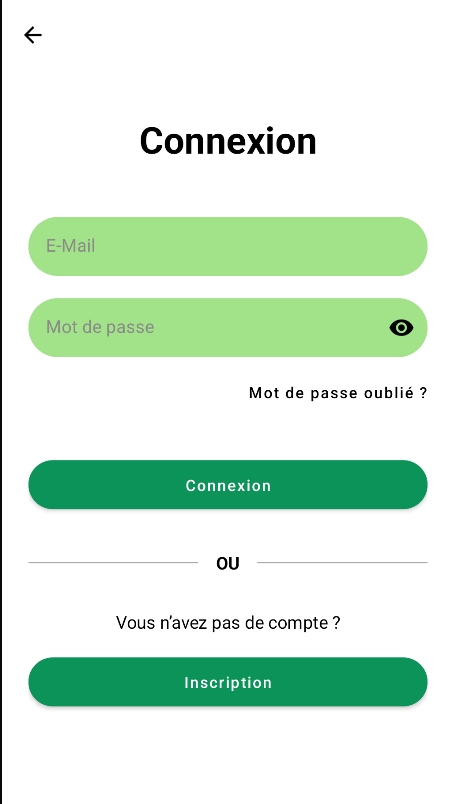 Connexion
E-Mail
Mot de passe
Mot de passe oublié ?
Connexion
OU
Vous n’avez pas de compte ?
Inscription